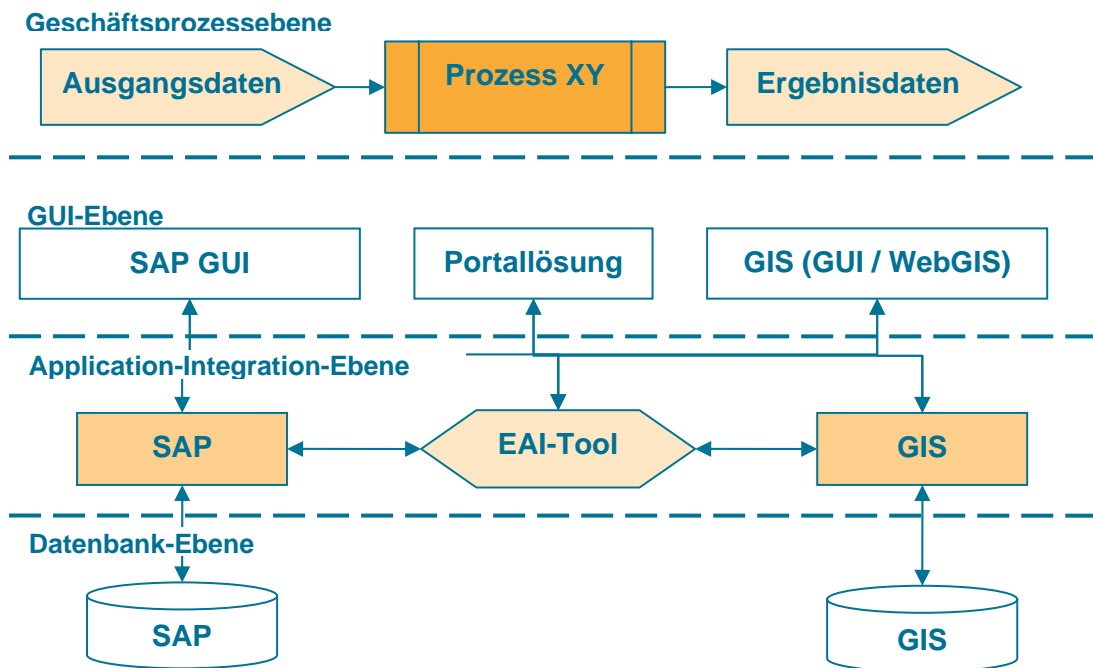 Geschäftsprozessebene
Ausgangsdaten
Prozess XY
Ergebnisdaten
GUI-Ebene
SAP GUI
Portallösung
GIS (GUI / WebGIS)
Application-Integration-Ebene
SAP
EAI-Tool
GIS
Datenbank-Ebene
SAP
GIS